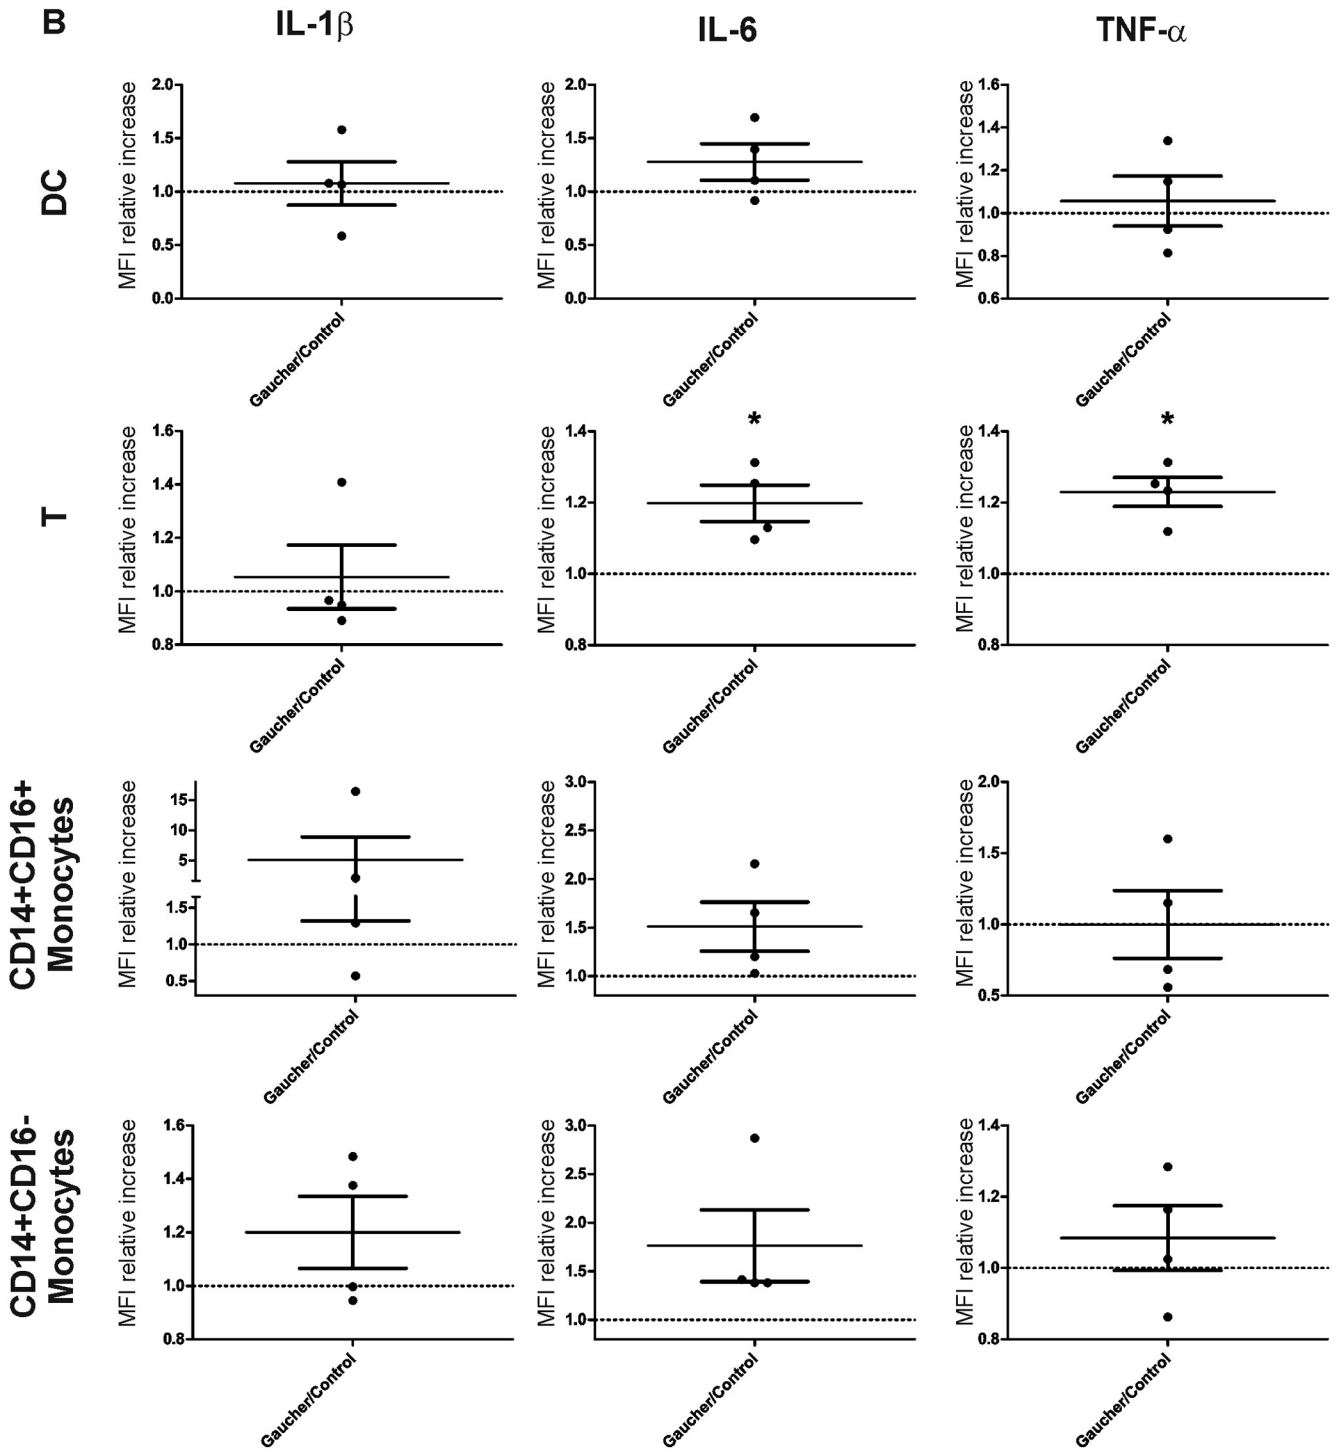 B
IL-1β
IL-6
TNF-α
DC
MFI relative increase
2.0
1.5
1.0
0.5
0.0
Gaucher/Control
MFI relative increase
2.0
1.5
1.0
0.5
0.0
Gaucher/Control
MFI relative increase
1.6
1.4
1.2
1.0
0.8
0.6
Gaucher/Control
T
MFI relative increase
1.6
1.4
1.2
1.0
0.8
Gaucher/Control
*
MFI relative increase
1.4
1.2
1.0
0.8
Gaucher/Control
*
MFI relative increase
1.4
1.2
1.0
0.8
Gaucher/Control
CD14+CD16+
Monocytes
MFI relative increase
15
10
5
1.5
1.0
0.5
Gaucher/Control
MFI relative increase
3.0
2.5
2.0
1.5
1.0
Gaucher/Control
MFI relative increase
2.0
1.5
1.0
0.5
Gaucher/Control
CD14+CD16-
Monocytes
MFI relative increase
1.6
1.4
1.2
1.0
0.8
Gaucher/Control
MFI relative increase
3.0
2.5
2.0
1.5
1.0
Gaucher/Control
MFI relative increase
1.4
1.2
1.0
0.8
Gaucher/Control